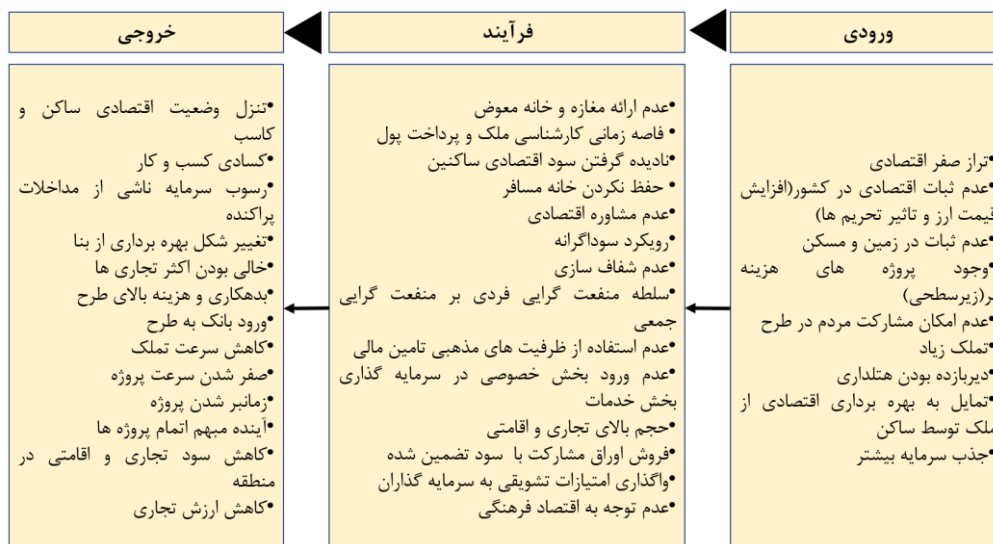 ورودی
•تراز صفر اقتصادی
•عدم ثبات اقتصادی در کشور(افزایش
قیمت ارز و تاثیر تحریم ها)
•عدم ثبات در زمین و مسکن
•وجود پروژه های هزینه
بر(زیرسطحی)
•عدم امکان مشارکت مردم در طرح
•تملک زیاد
•دیربازده بودن هتلداری
•تمایل به بهره برداری اقتصادی از
ملک توسط ساکن
•جذب سرمایه بیشتر
فرآیند
•عدم ارائه مغازه و خانه معوض
• فاصه زمانی کارشناسی ملک و پرداخت پول
•نادیده گرفتن سود اقتصادی ساکنین
• حفظ نکردن خانه مسافر
•عدم مشاوره اقتصادی
•رویکرد سوداگرانه
•عدم شفاف سازی
•سلطه منفعت گرایی فردی بر منفعت گرایی
جمعی
•عدم استفاده از ظرفیت های مذهبی تامین مالی
•عدم ورود بخش خصوصی در سرمایه گذاری
بخش خدمات
•حجم بالای تجاری و اقامتی
•فروش اوراق مشارکت با سود تضمین شده
•واگذاری امتیازات تشویقی به سرمایه گذاران
•عدم توجه به اقتصاد فرهنگی
خروجی
•تنزل وضعیت اقتصادی ساکن و
کاسب
•کسادی کسب و کار
•رسوب سرمایه ناشی از مداخلات
پراکنده
•تغییر شکل بهره برداری از بنا
•خالی بودن اکثر تجاری ها
•بدهکاری و هزینه بالای طرح
•ورود بانک به طرح
•کاهش سرعت تملک
•صفر شدن سرعت پروژه
•زمانبر شدن پروژه
•آینده مبهم اتمام پروژه ها
•کاهش سود تجاری و اقامتی در
منطقه
•کاهش ارزش تجاری